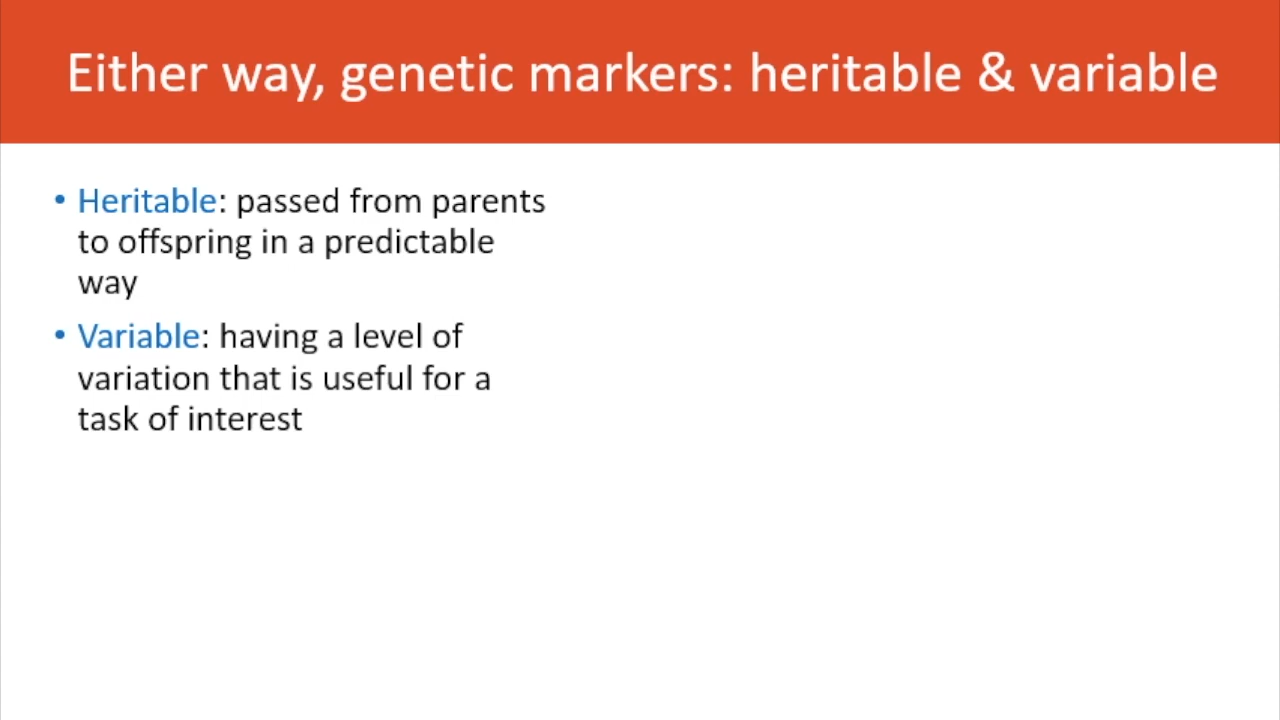 Either way, genetic markers: heritable & variable
• Heritable: passed from parents
to offspring in a predictable
way
• Variable: having a level of
variation that is useful for a
task of interest